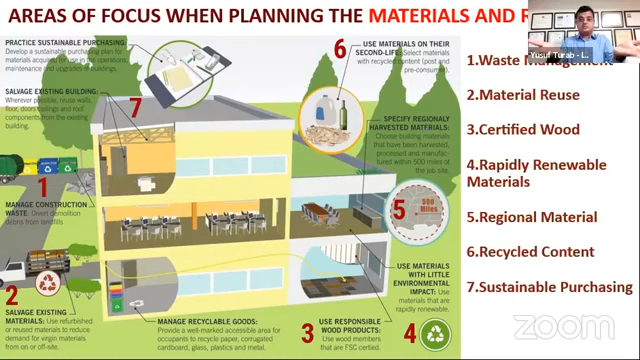 AREAS OF FOCUS WHEN PLANNING THE MATERIALS AND R
Yusuf Turab - I...
PRACTICE SUSTAINABLE PURCHASING:
Develop a sustainable purchasing plan for
materials acquired for use in the operations,
maintenance and upgrades of buildings.
SALVAGE EXISTING BUILDING:
Wherever possible, reuse walls,
floor, doors, ceilings and roof
components from the existing
building.
7
1
MANAGE CONSTRUCTION
WASTE: Divert demolition
debris from landfills
2
SALVAGE EXISTING
MATERIALS: Use refurbished
or reused materials to reduce
demand for virgin materials
from on or off-site.
MANAGE RECYCLABLE GOODS:
Provide a well-marked accessible area for
occupants to recycle paper, corrugated
cardboard, glass, plastics and metal.
6
USE MATERIALS ON THEIR
SECOND-LIFE: Select materials
with recycled content (post and
pre-consumer).
SPECIFY REGIONALY
HARVESTED MATERIALS:
Choose building materials
that have been harvested,
processed and manufac-
tured within 500 miles of
the job site.
5
500
Miles
USE MATERIALS WITH LITTLE
ENVIRONMENTAL
IMPACT: Use
materials that are
rapidly renewable.
3
USE RESPONSIBLE
WOOD PRODUCTS: Use
wood members that
are FSC certied.
4
1.Waste Management
2.Material Reuse
3.Certified Wood
4.Rapidly Renewable
Materials
5.Regional Material
6.Recycled Content
7.Sustainable Purchasing
zoom